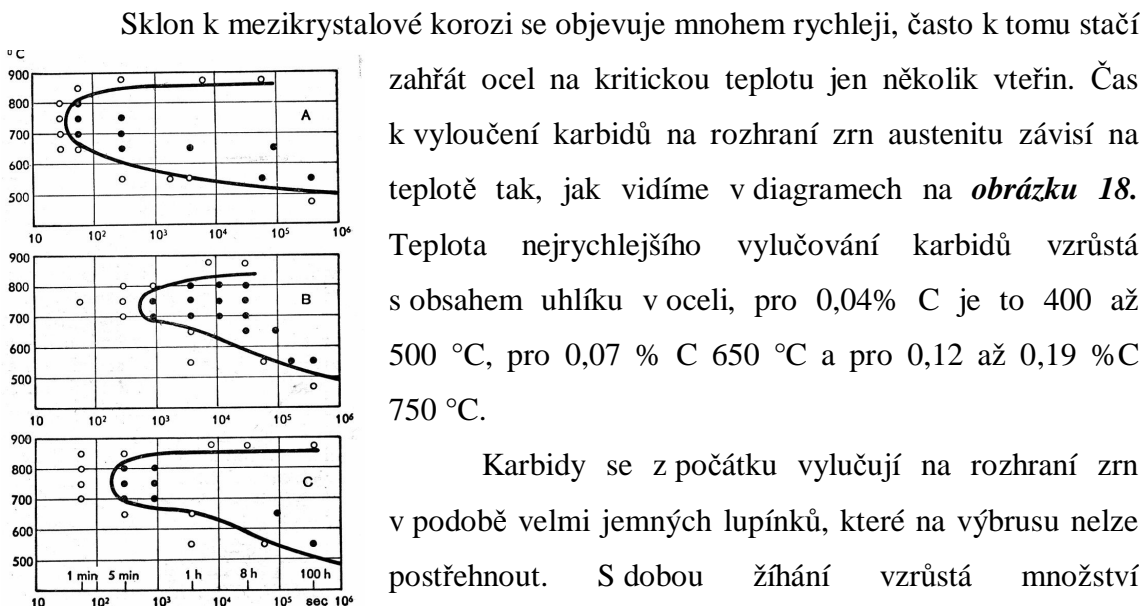 Sklon k mezikrystalové korozi se objevuje mnohem rychleji, často k tomu stačí
zahřát ocel na kritickou teplotu jen několik vteřin. Čas
k vyloučení karbidů na rozhraní zrn austenitu závisí na
teplotě tak, jak vidíme v diagramech na obrázku 18.
Teplota nejrychlejšího vylučování karbidů vzrůstá
s obsahem uhlíku v oceli, pro 0,04% C je to 400 až
500 °C, pro 0,07 % C 650 °C a pro 0,12 až 0,19 %C
750 °C.
Karbidy se z počátku vylučují na rozhraní zrn
v podobě velmi jemných lupínků, které na výbrusu nelze
postřehnout. S dobou žíhání vzrůstá množství
°C
900
800
A
700
600
500
10 10² 10³ 10⁴ 10⁵ 10⁶
900
800
B
700
600
500
10 10² 10³ 10⁴ 10⁵ 10⁶
900
800
C
700
600
500
1 min 5 min 1 h 8 h 100 h
10 10² 10³ 10⁴ 10⁵ sec 10⁶